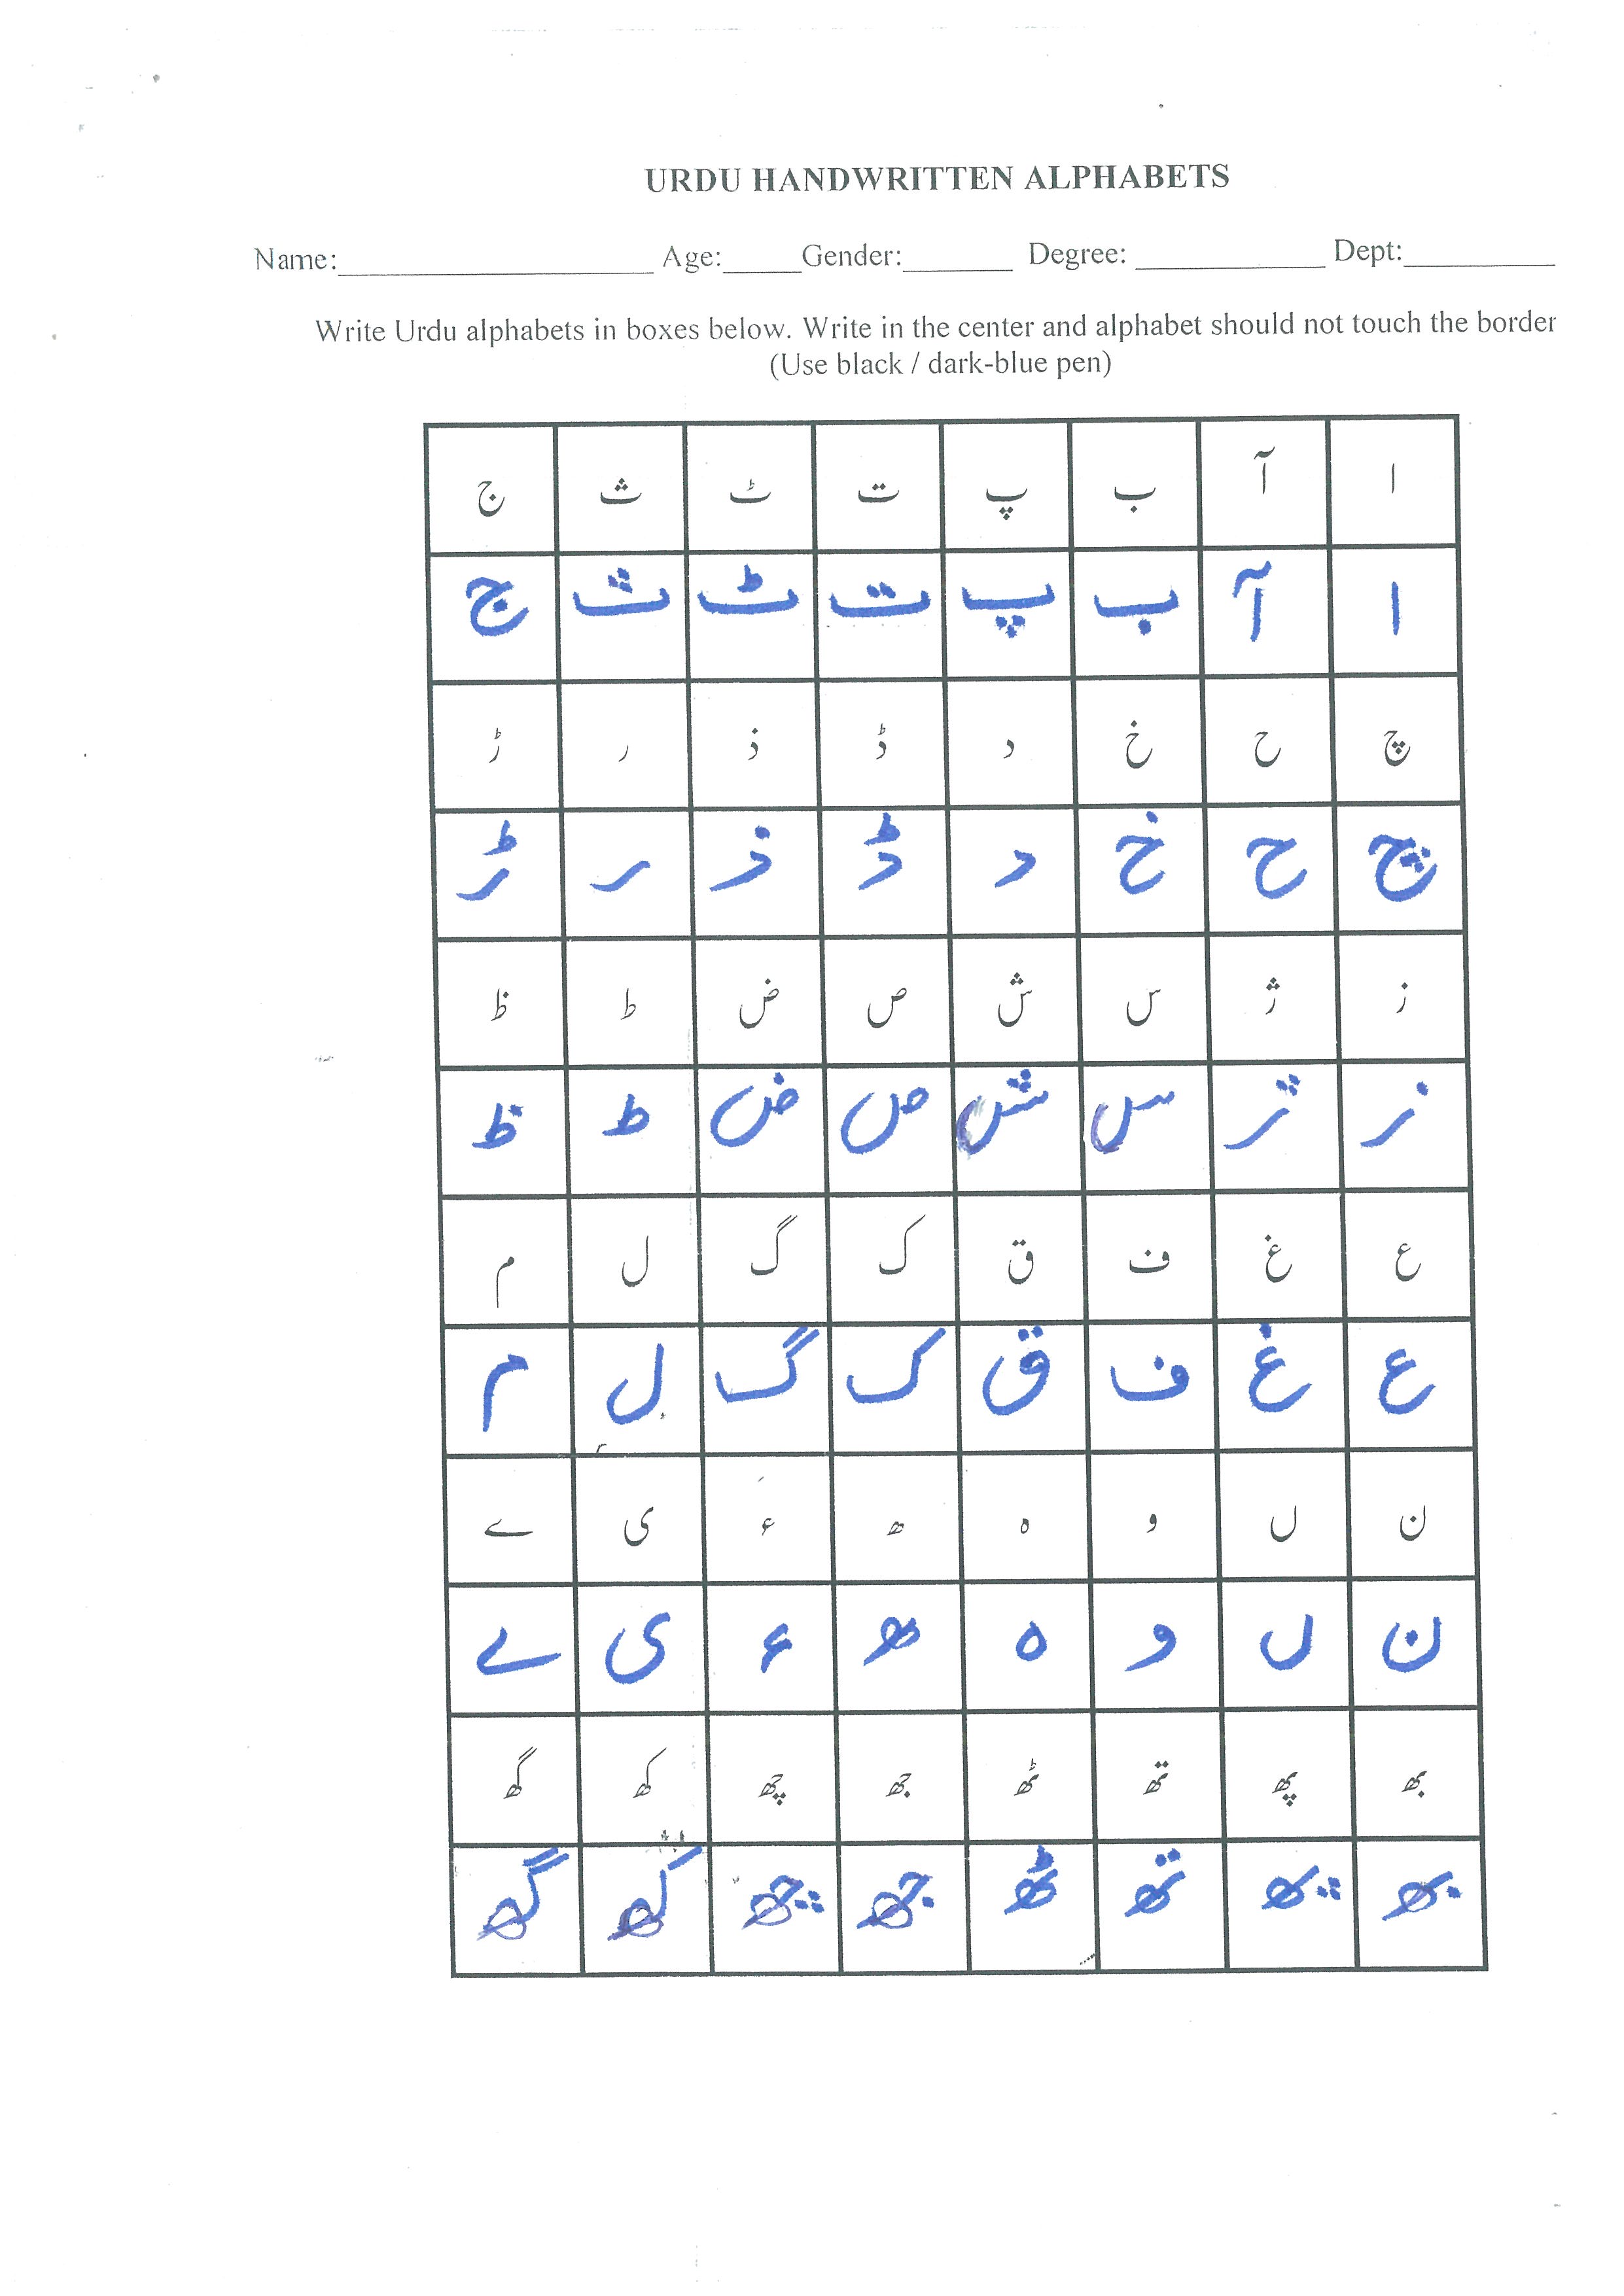 URDU HANDWRITTEN ALPHABETS
Name:____________________ Age:_____Gender:_______ Degree: ____________ Dept:__________
Write Urdu alphabets in boxes below. Write in the center and alphabet should not touch the border
(Use black / dark-blue pen)
ا آ ب پ ت ٹ ث ج
ا آ ب پ ت ٹ ث ج
چ ح خ د ڈ ذ ر ڑ
چ ح خ د ڈ ذ ر ڑ
ز ژ س ش ص ض ط ظ
ز ژ س ش ص ض ط ظ
ع غ ف ق ک گ ل م
ع غ ف ق ک گ ل م
ن ں و ہ ھ ء ی ے
ن ں و ہ ھ ء ی ے
بھ پھ تھ ٹھ جھ چھ کھ گھ
بھ پھ تھ ٹھ جھ چھ کھ گھ